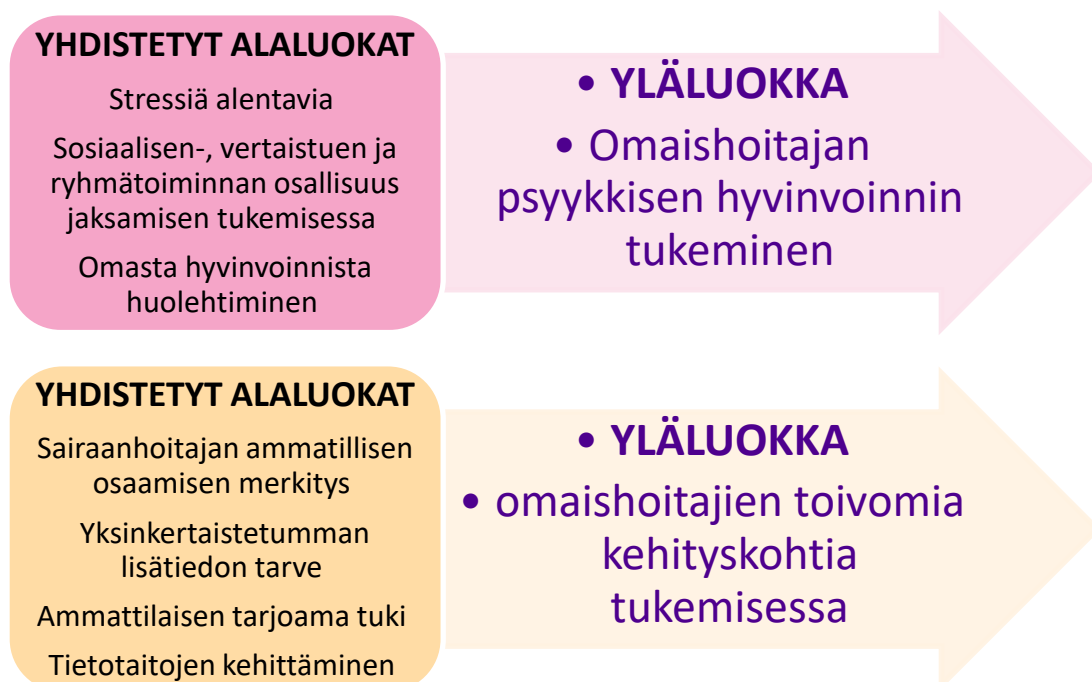 YHDISTETYT ALALUOKAT
Stressiä alentavia
Sosiaalisen-, vertaistuen ja
ryhmätoiminnan osallisuus
jaksamisen tukemisessa
Omasta hyvinvoinnista
huolehtiminen
• YLÄLUOKKA
• Omaishoitajan
psyykkisen hyvinvoinnin
tukeminen
YHDISTETYT ALALUOKAT
Sairaanhoitajan ammatillisen
osaamisen merkitys
Yksinkertaistetumman
lisätiedon tarve
Ammattilaisen tarjoama tuki
Tietotaitojen kehittäminen
• YLÄLUOKKA
• omaishoitajien toivomia
kehityskohtia
tukemisessa